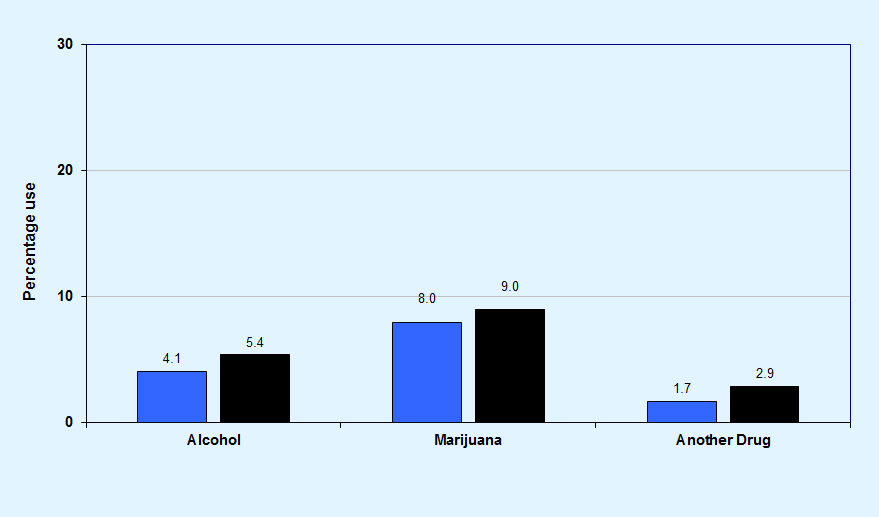 30
20
10
0
Percentage use
4.1
5.4
8.0
9.0
1.7
2.9
Alcohol
Marijuana
Another Drug